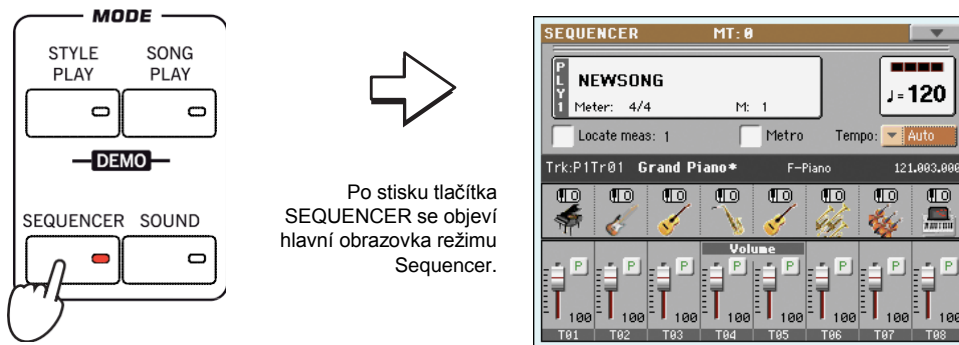 MODE
STYLE PLAY
SONG PLAY
DEMO
SEQUENCER
SOUND
Po stisku tlačítka
SEQUENCER se objeví
hlavní obrazovka režimu
Sequencer.
SEQUENCER MT: 0
PLY1
NEWSONG
Meter: 4/4 M: 1
♩= 120
Locate meas: 1 Metro Tempo: Auto
Trk:P1Tr01 Grand Piano* F-Piano 121.003.000
Volume
P P P P P P P P
100 100 100 100 100 100 100 100
T01 T02 T03 T04 T05 T06 T07 T08